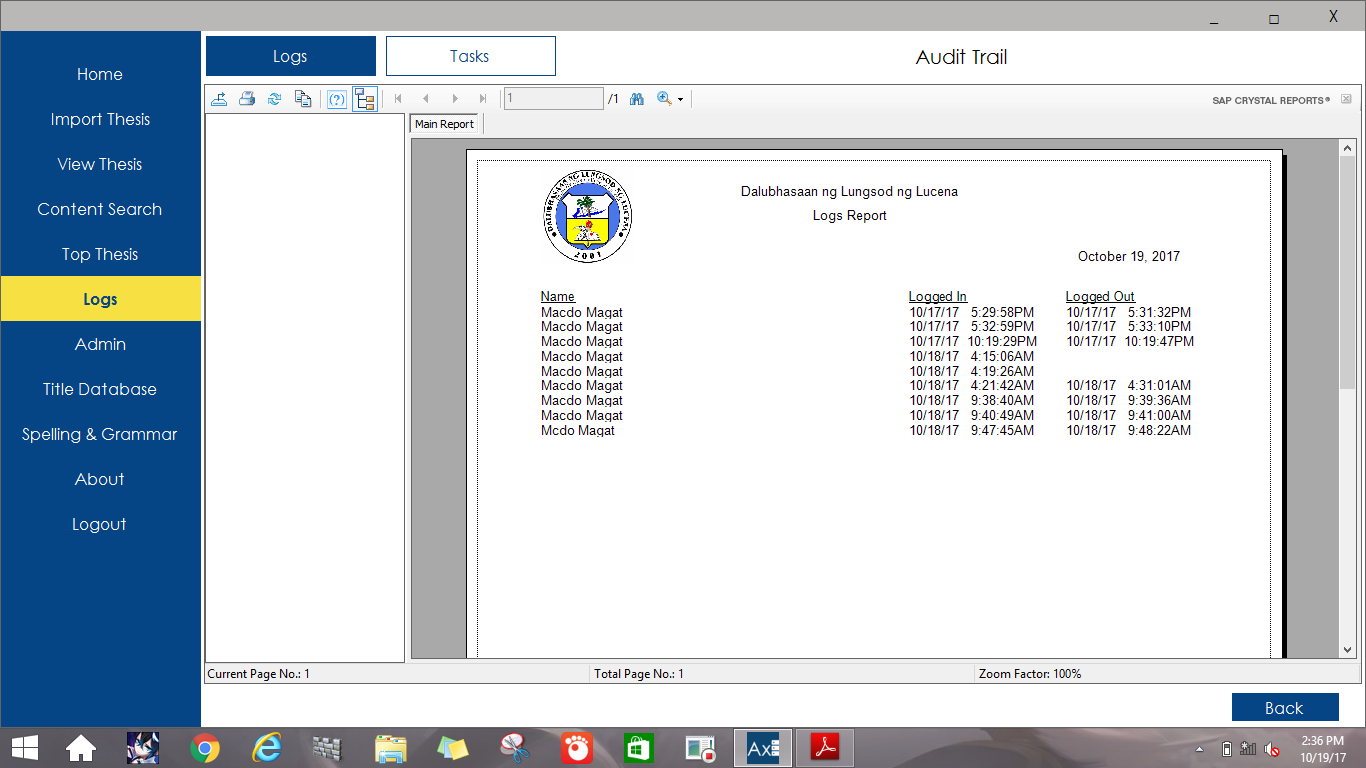 _ □ X
Home
Import Thesis
View Thesis
Content Search
Top Thesis
Logs
Admin
Title Database
Spelling & Grammar
About
Logout
Logs Tasks Audit Trail
1 /1 SAP CRYSTAL REPORTS®
Main Report
DALUBHASAAN NG LUNGSOD NG LUCENA
2001
Dalubhasaan ng Lungsod ng Lucena
Logs Report
October 19, 2017
Name Logged In Logged Out
Macdo Magat 10/17/17 5:29:58PM 10/17/17 5:31:32PM
Macdo Magat 10/17/17 5:32:59PM 10/17/17 5:33:10PM
Macdo Magat 10/17/17 10:19:29PM 10/17/17 10:19:47PM
Macdo Magat 10/18/17 4:15:06AM
Macdo Magat 10/18/17 4:19:26AM
Macdo Magat 10/18/17 4:21:42AM 10/18/17 4:31:01AM
Macdo Magat 10/18/17 9:38:40AM 10/18/17 9:39:36AM
Macdo Magat 10/18/17 9:40:49AM 10/18/17 9:41:00AM
Mcdo Magat 10/18/17 9:47:45AM 10/18/17 9:48:22AM
Current Page No.: 1 Total Page No.: 1 Zoom Factor: 100%
Back
Ax
2:36 PM
10/19/17